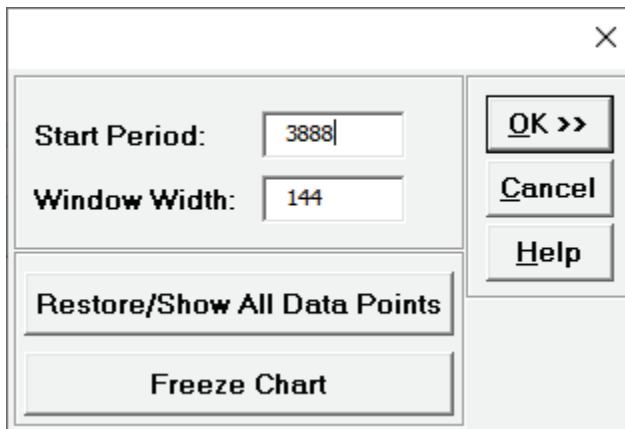 Start Period: 3888
Window Width: 144
Restore/Show All Data Points
Freeze Chart
OK >>
Cancel
Help